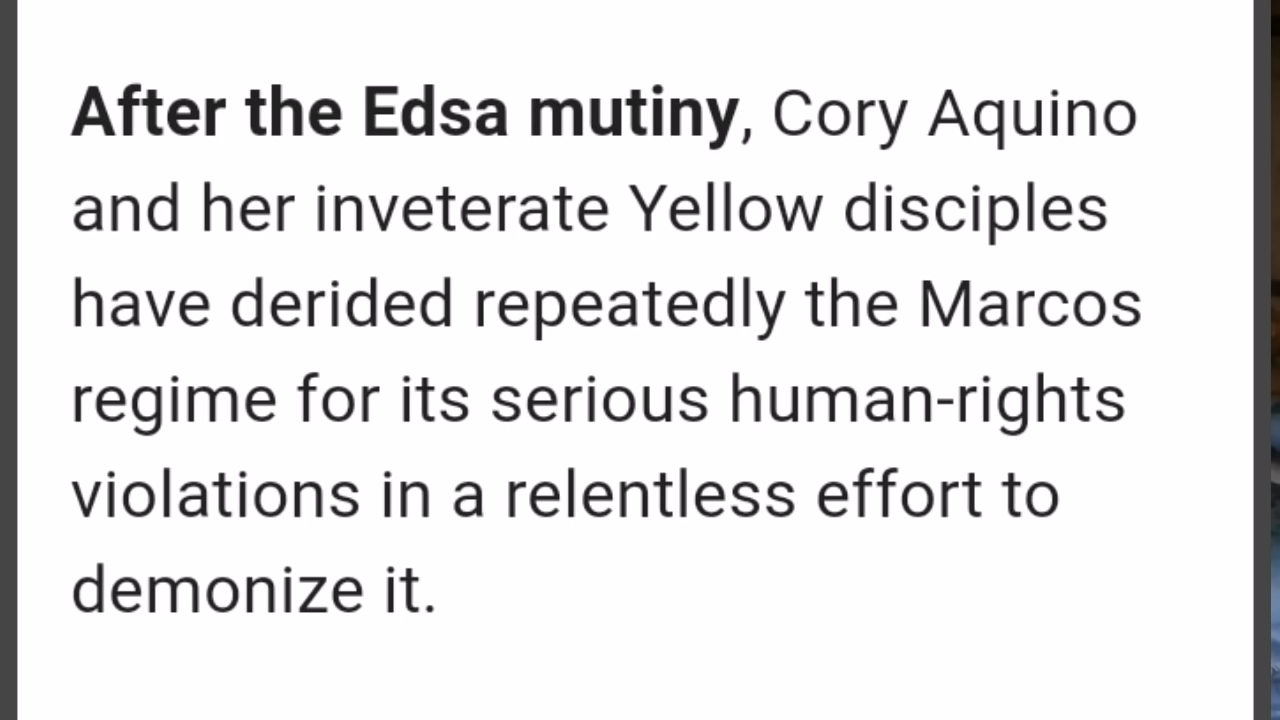 After the Edsa mutiny, Cory Aquino
and her inveterate Yellow disciples
have derided repeatedly the Marcos
regime for its serious human-rights
violations in a relentless effort to
demonize it.